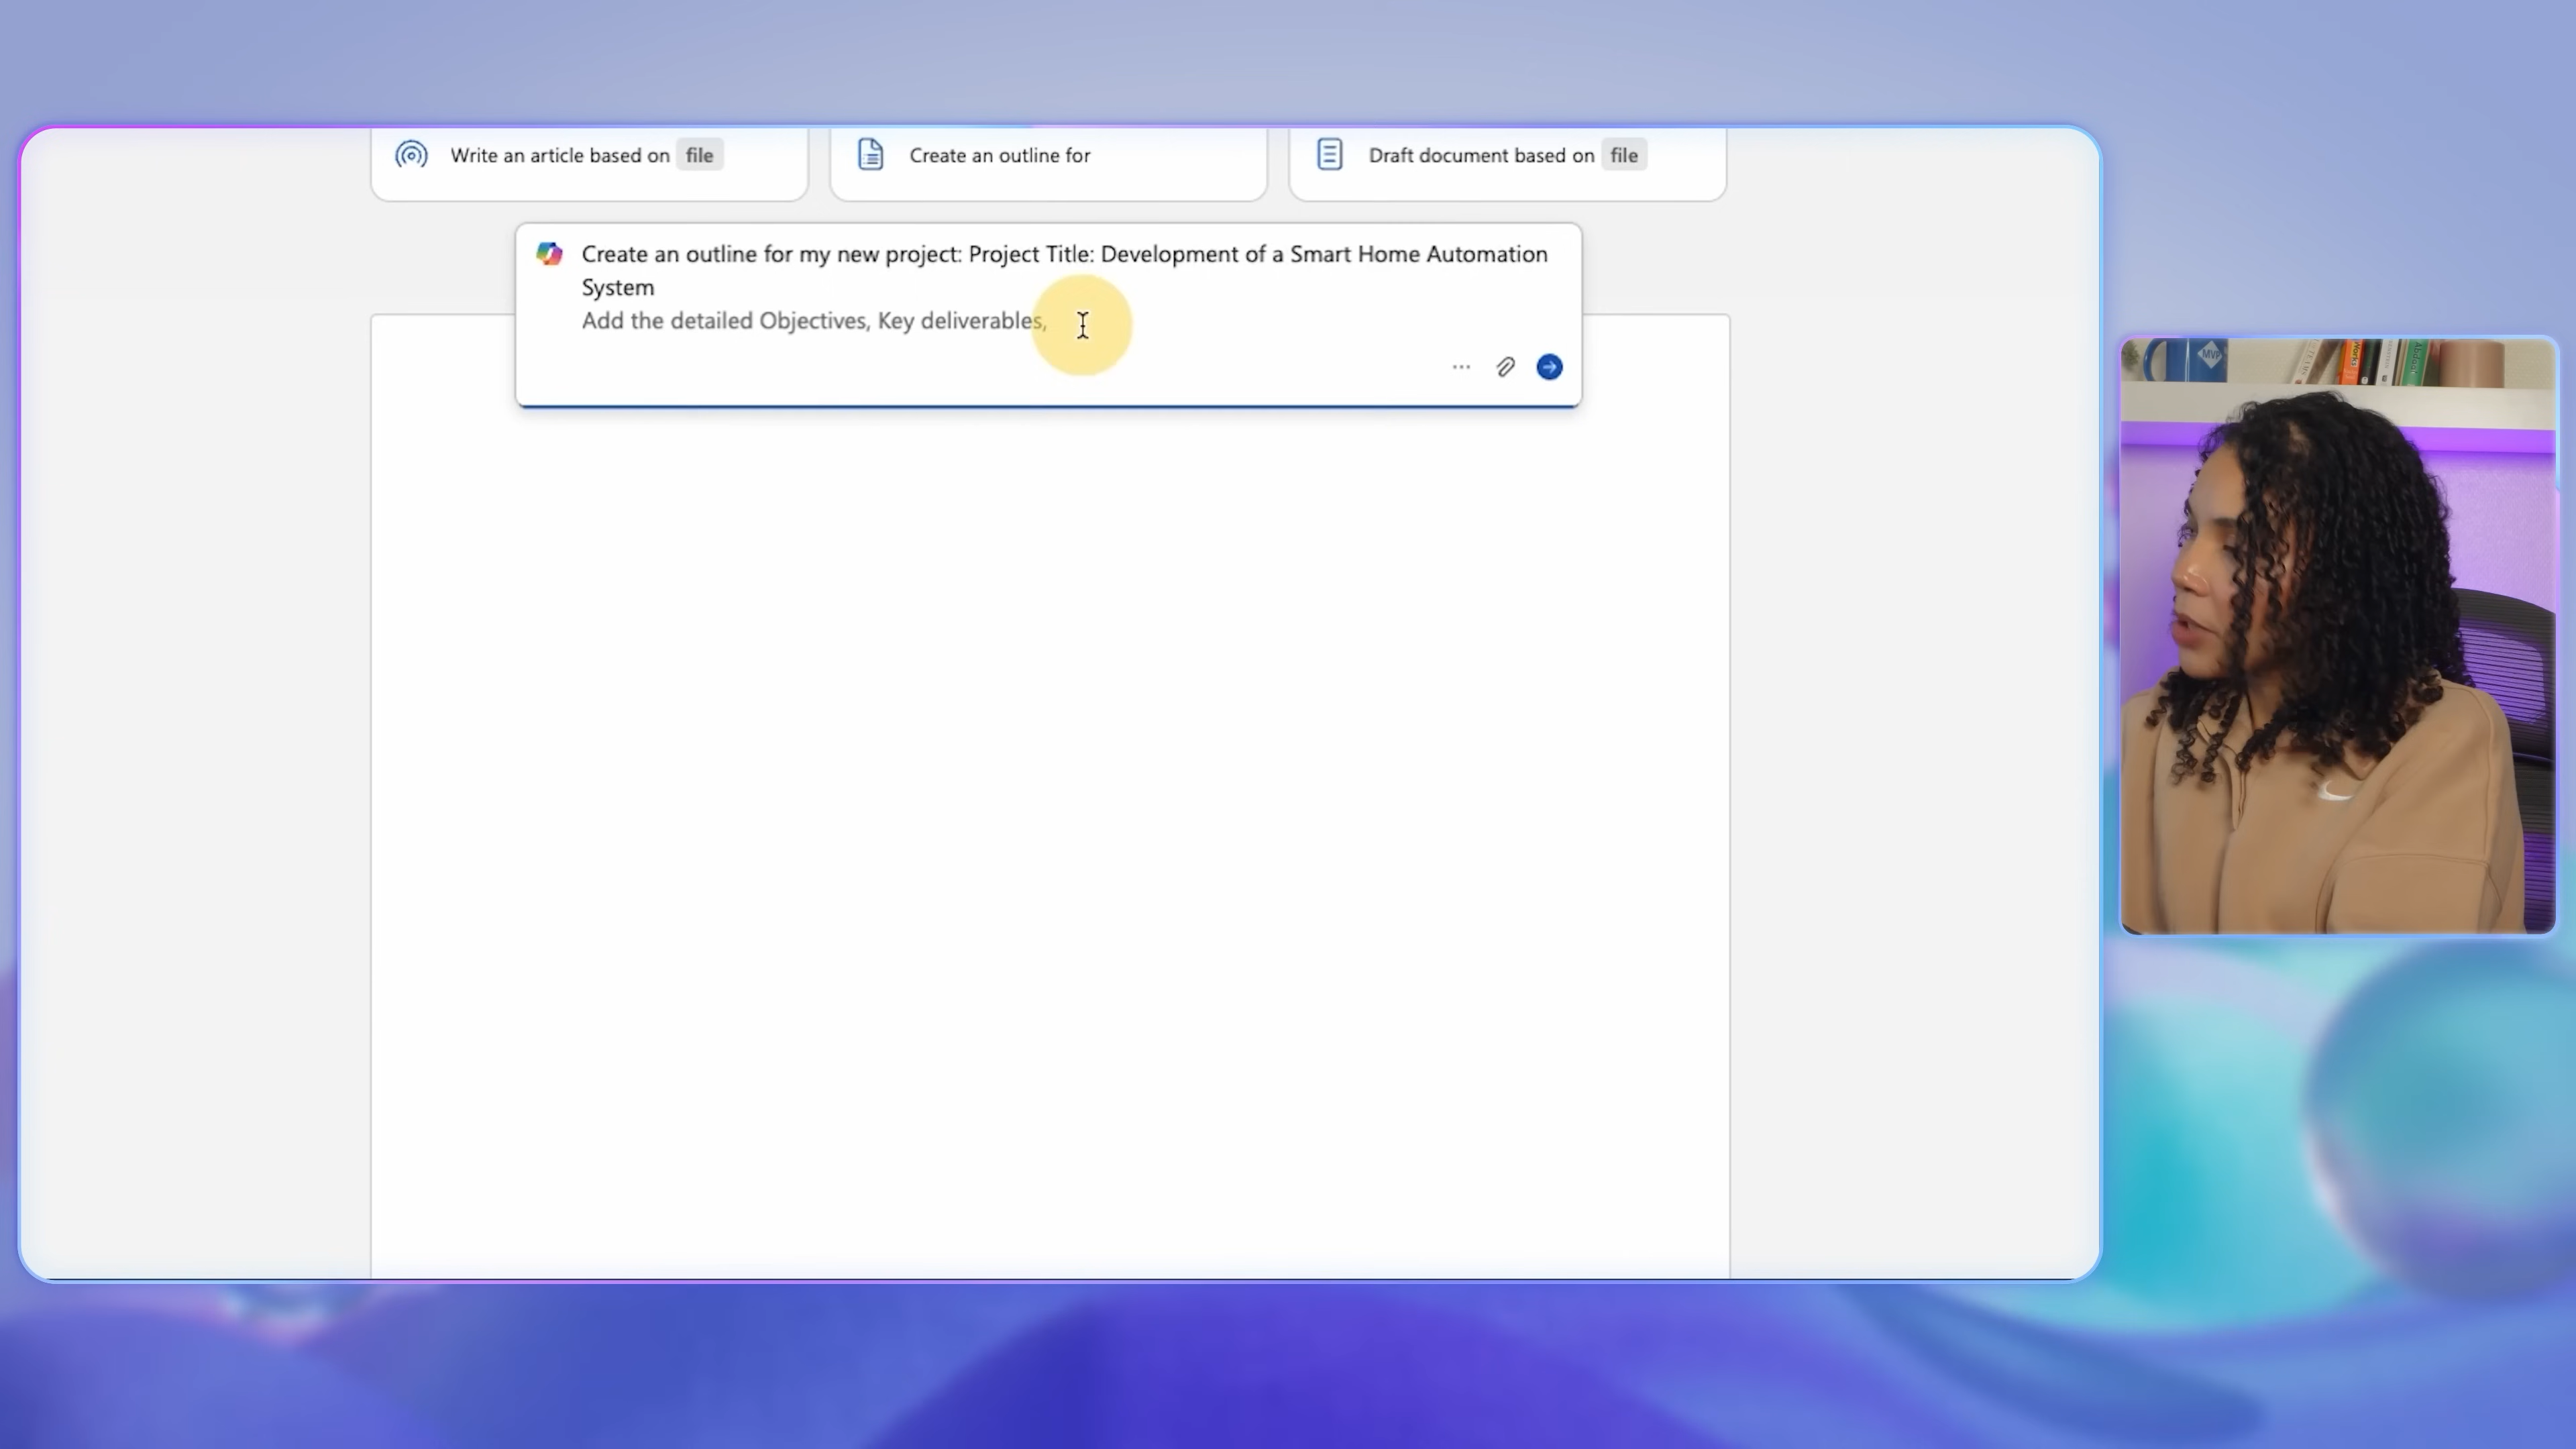 Write an article based on file
Create an outline for
Draft document based on file
Create an outline for my new project: Project Title: Development of a Smart Home Automation
System
Add the detailed Objectives, Key deliverables,
MVP